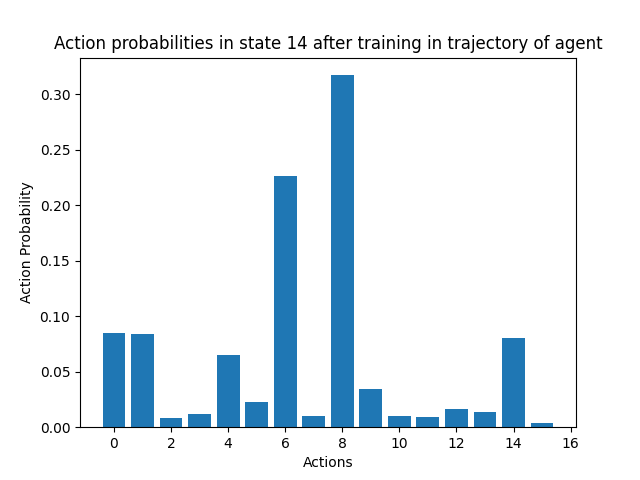 Action probabilities in state 14 after training in trajectory of agent
0.30
0.25
0.20
0.15
0.10
0.05
0.00
Action Probability
0 2 4 6 8 10 12 14 16
Actions